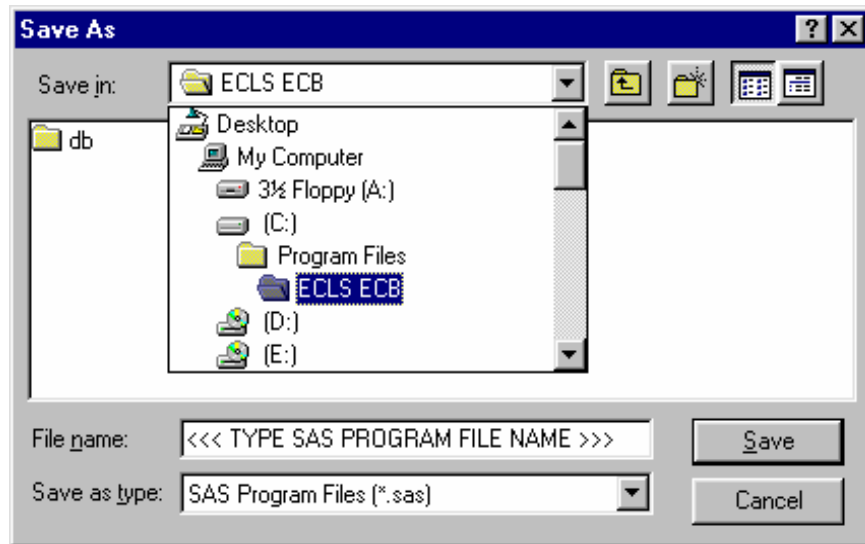 Save As
Save in: ECLS ECB
Desktop
db
My Computer
3½ Floppy (A:)
(C:)
Program Files
ECLS ECB
(D:)
(E:)
File name: <<< TYPE SAS PROGRAM FILE NAME >>> Save
Save as type: SAS Program Files (*.sas)
Cancel